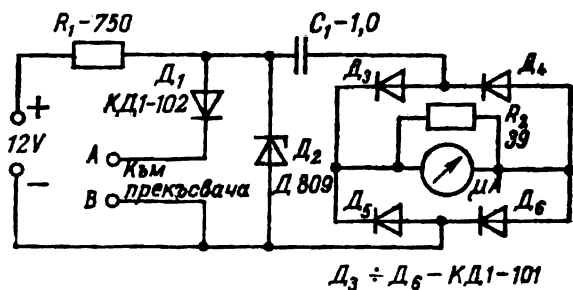 R₁-750
C₁-1,0
Д₁
КД1-102
Д₃
Д₄
+
12V
-
А
Към
прекъсвача
В
Д₂
Д 809
R₂
39
μА
Д₅
Д₆
Д₃ ÷ Д₆ - КД1-101